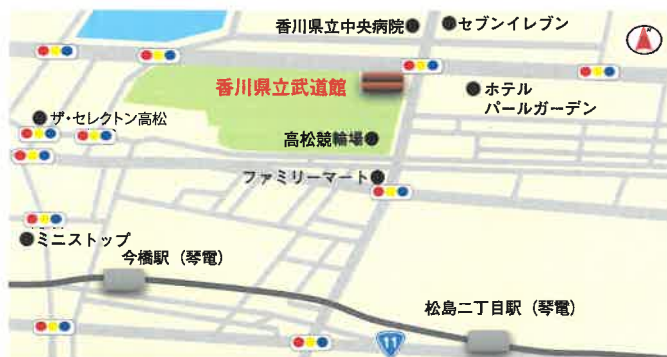 香川県立中央病院
セブンイレブン
N
香川県立武道館
ホテル
パールガーデン
ザ・セレクトン高松
高松競輪場
ファミリーマート
ミニストップ
今橋駅(琴電)
松島二丁目駅(琴電)
11